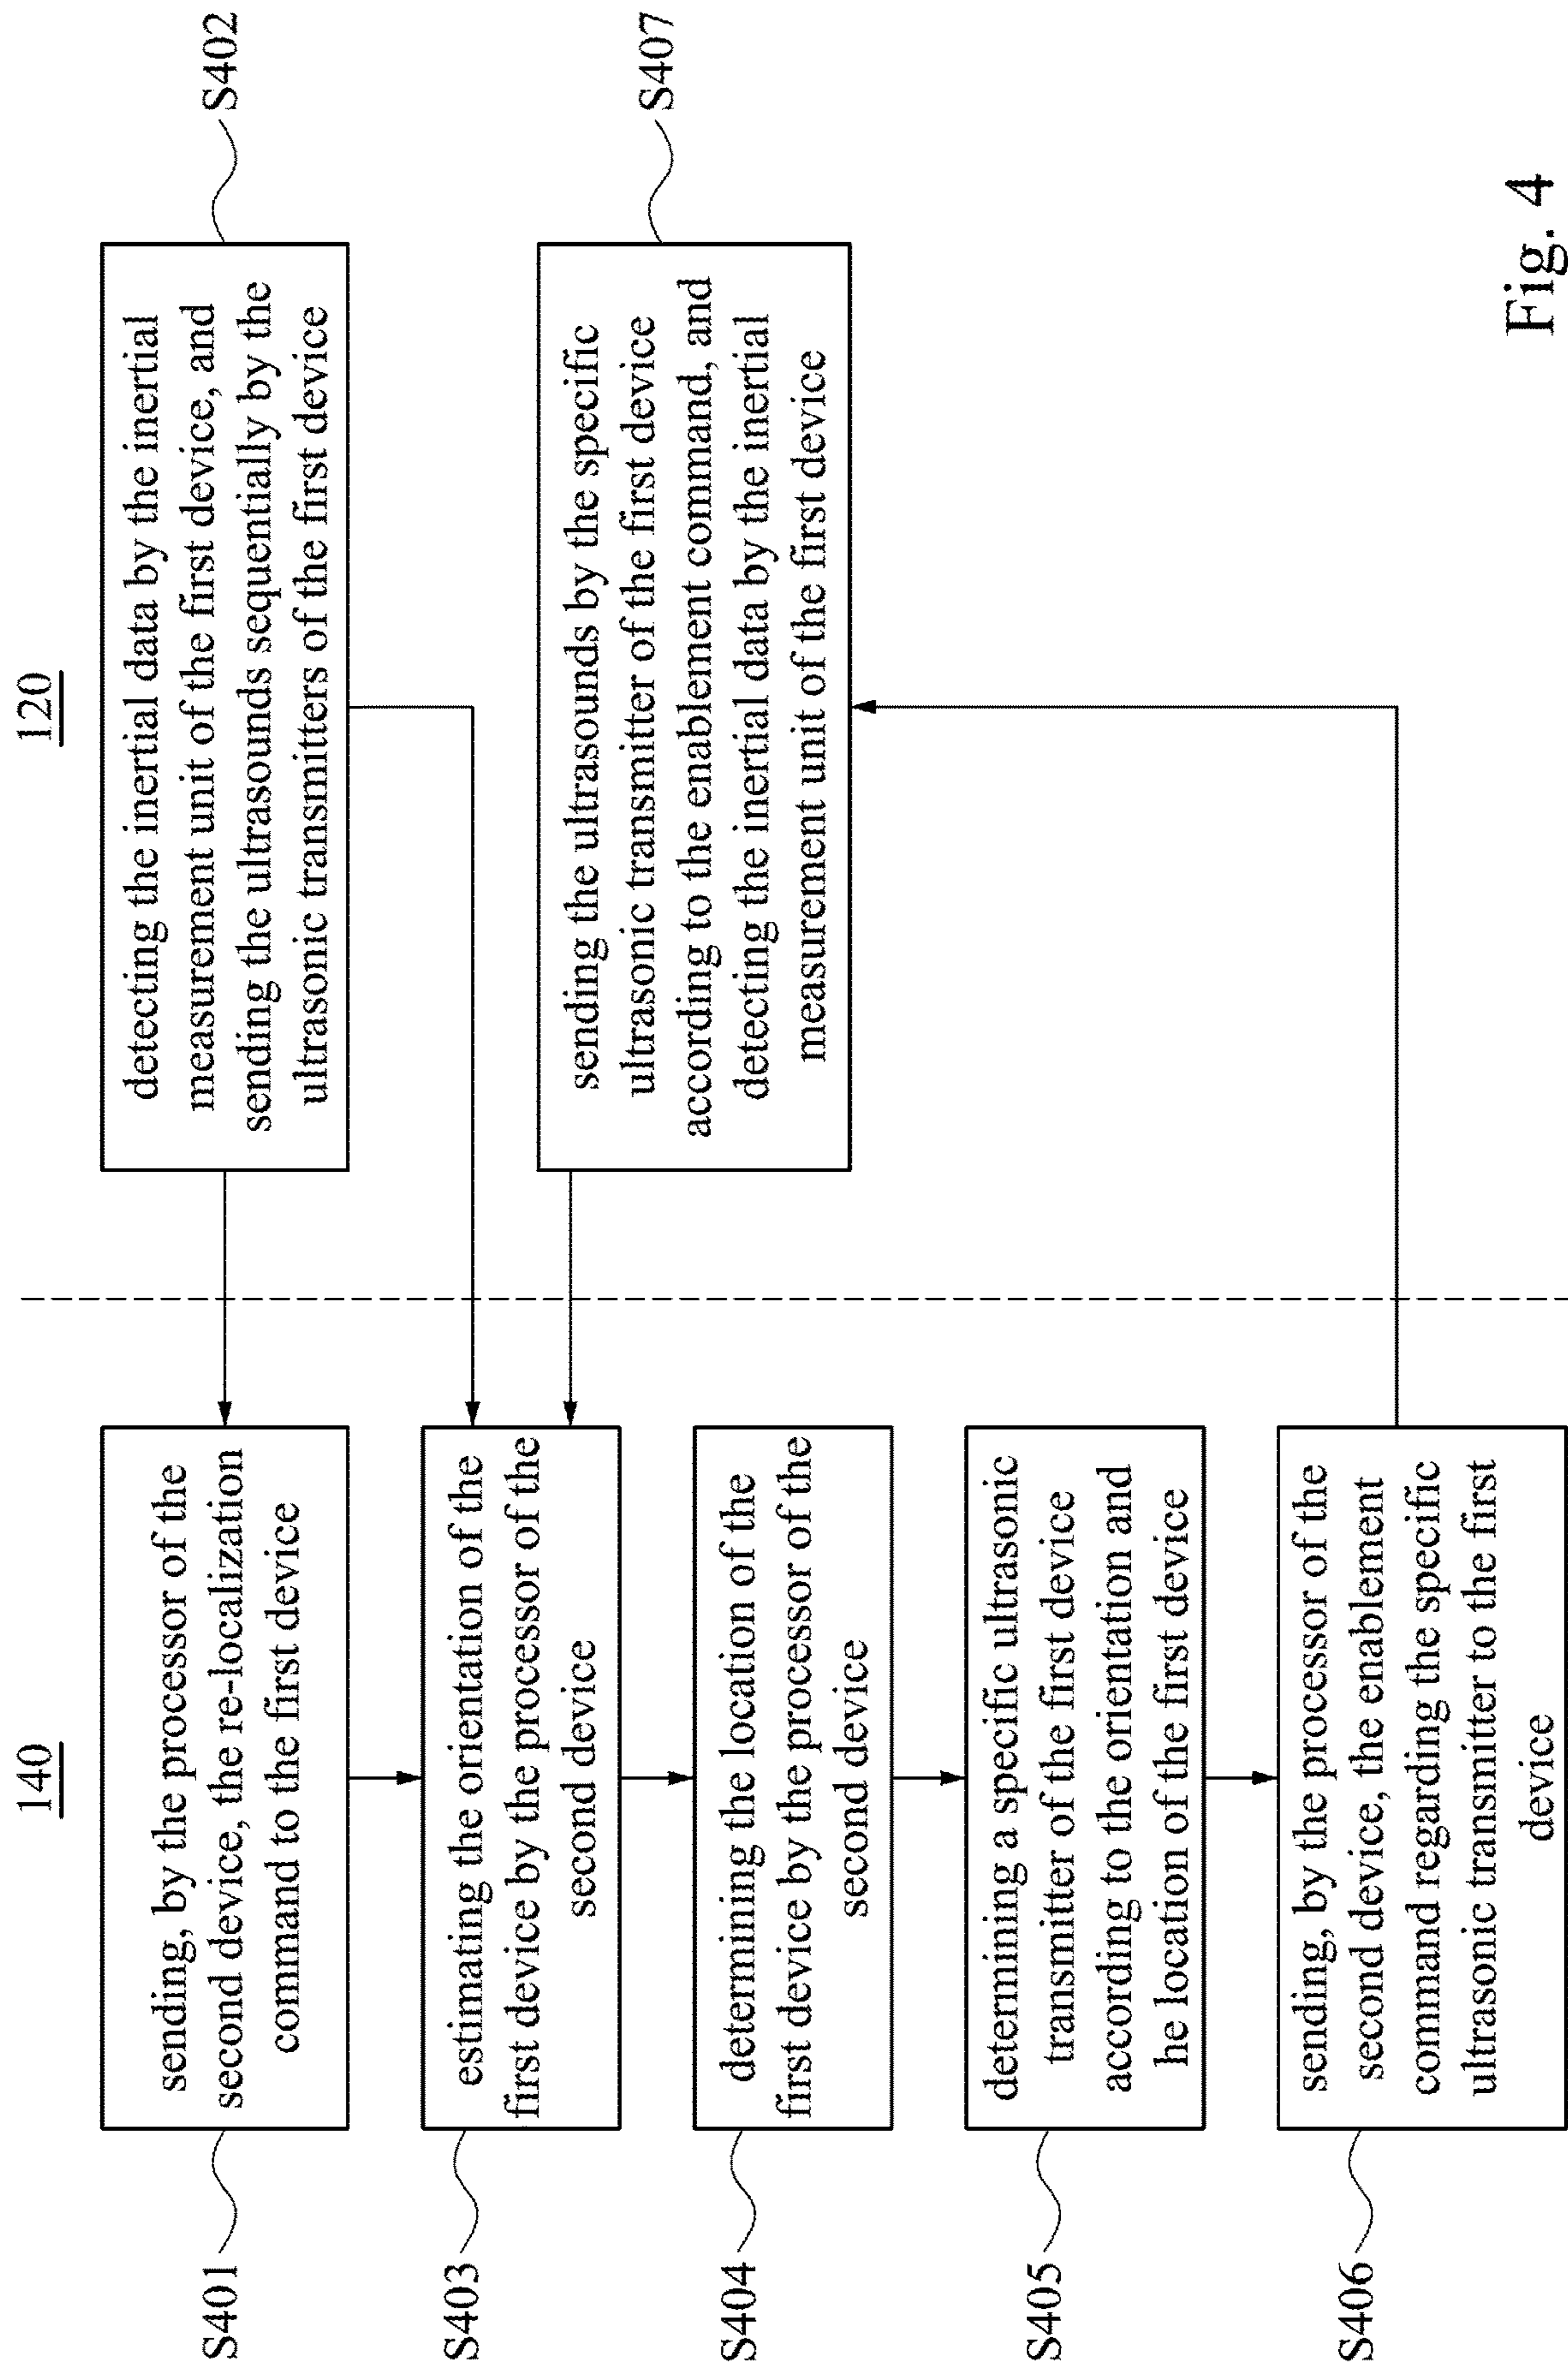 140
120
S401
sending, by the processor of the
second device, the re-localization
command to the first device
detecting the inertial data by the inertial
measurement unit of the first device, and
sending the ultrasounds sequentially by the
ultrasonic transmitters of the first device
S402
S403
estimating the orientation of the
first device by the processor of the
second device
S404
determining the location of the
first device by the processor of the
second device
sending the ultrasounds by the specific
ultrasonic transmitter of the first device
according to the enablement command, and
detecting the inertial data by the inertial
measurement unit of the first device
S407
S405
determining a specific ultrasonic
transmitter of the first device
according to the orientation and
he location of the first device
S406
sending, by the processor of the
second device, the enablement
command regarding the specific
ultrasonic transmitter to the first
device
Fig. 4